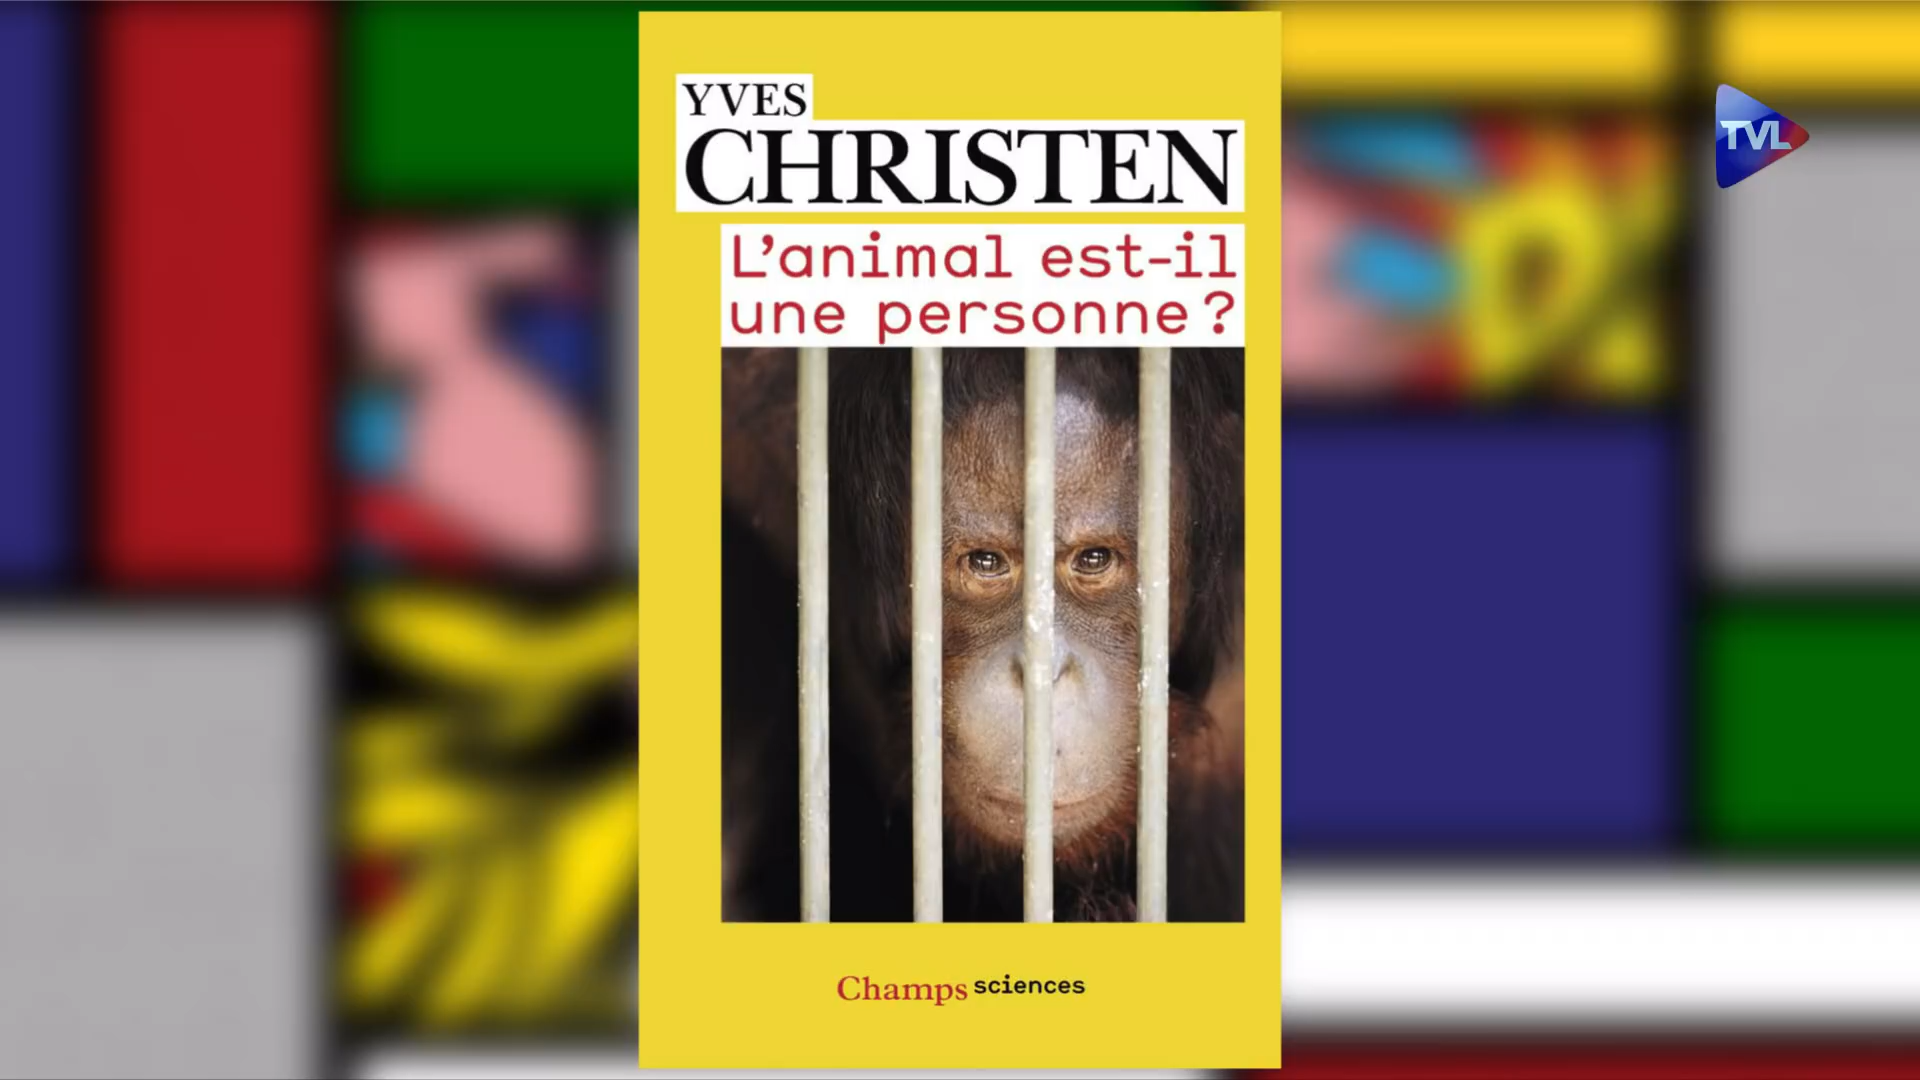 YVES
CHRISTEN
L’animal est-il
une personne ?
Champs sciences
TVL